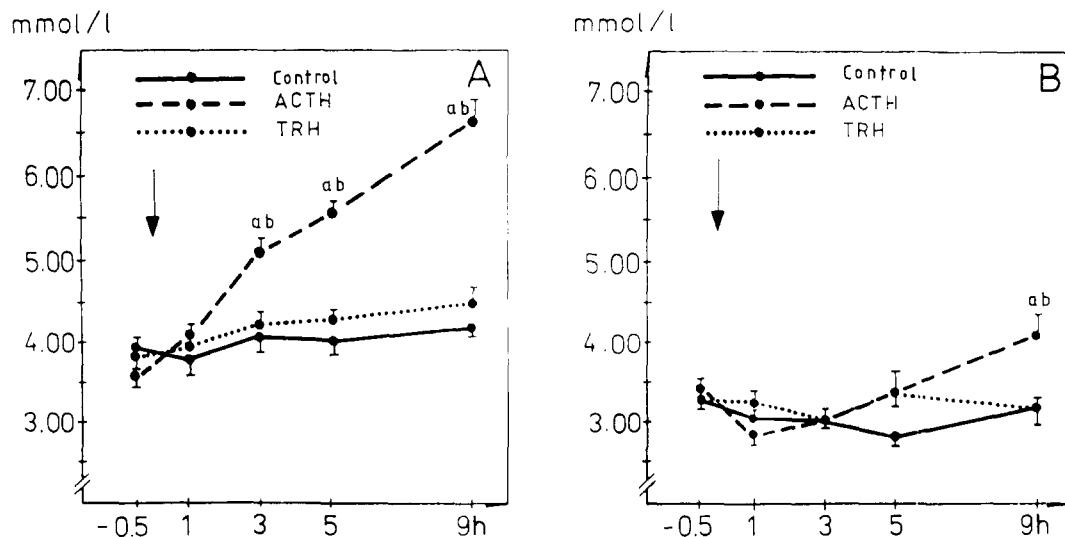 mmol/l
A
Control
ACTH
TRH
7.00
6.00
5.00
4.00
3.00
ab
ab
ab
-0.5 1 3 5 9h
mmol/l
B
Control
ACTH
TRH
7.00
6.00
5.00
4.00
3.00
ab
-0.5 1 3 5 9h